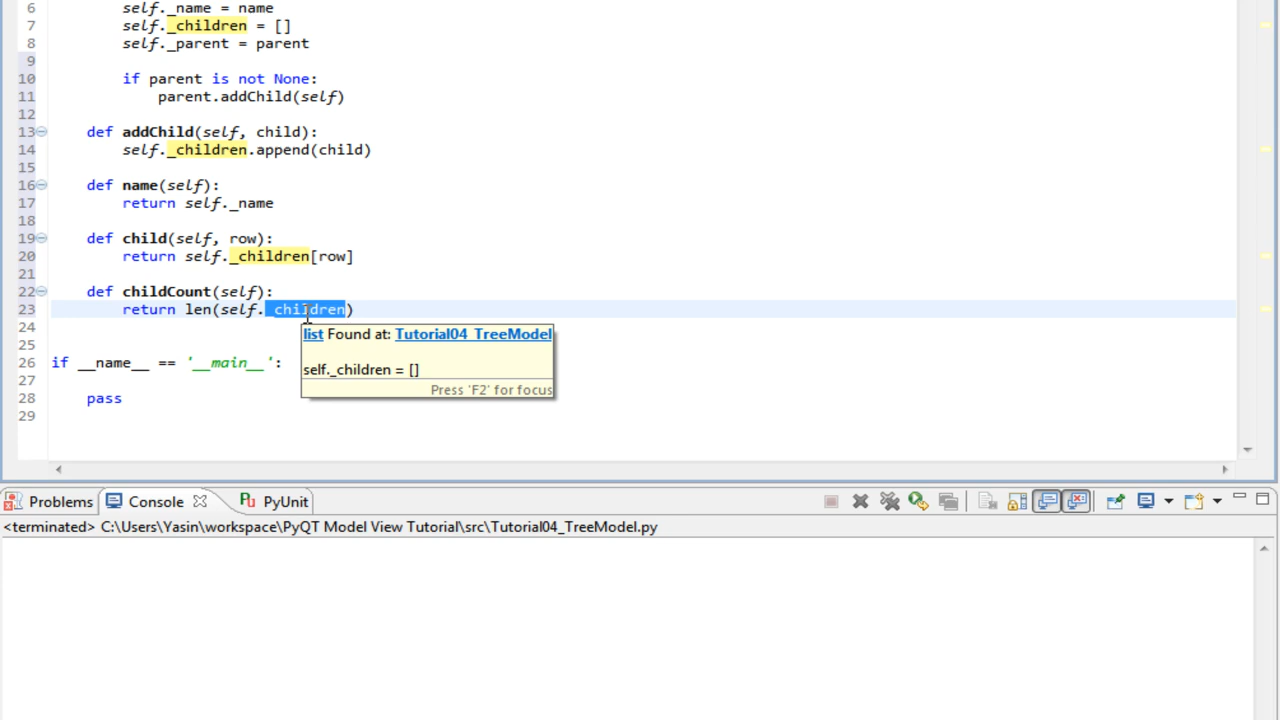 6 self._name = name
7 self._children = []
8 self._parent = parent
9
10 if parent is not None:
11 parent.addChild(self)
12
13 def addChild(self, child):
14 self._children.append(child)
15
16 def name(self):
17 return self._name
18
19 def child(self, row):
20 return self._children[row]
21
22 def childCount(self):
23 return len(self._children)
24
list Found at: Tutorial04_TreeModel
25
26 if __name__ == '__main__':
self._children = []
27
Press 'F2' for focus
28 pass
29
Problems Console PyUnit
<terminated> C:\Users\Yasin\workspace\PyQT Model View Tutorial\src\Tutorial04_TreeModel.py